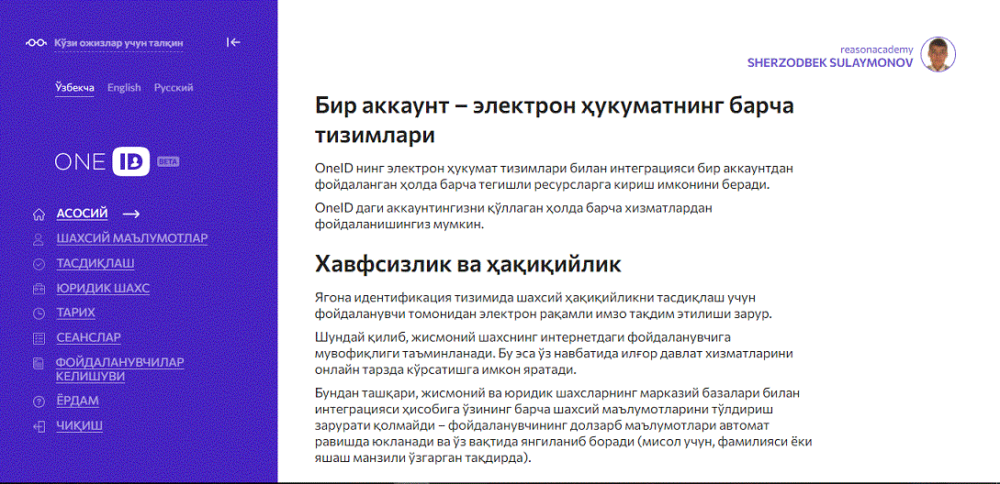 Кўзи ожизлар учун талқин
Ўзбекча English Русский
ONE ID BETA
АСОСИЙ
ШАХСИЙ МАЪЛУМОТЛАР
ТАСДИҚЛАШ
ЮРИДИК ШАХС
ТАРИХ
СЕАНСЛАР
ФОЙДАЛАНУВЧИЛАР
КЕЛИШУВИ
ЁРДАМ
ЧИҚИШ
reasonacademy
SHERZODBEK SULAYMONOV
Бир аккаунт – электрон ҳукуматнинг барча
тизимлари
OneID нинг электрон ҳукумат тизимлари билан интеграцияси бир аккаунтдан
фойдаланган ҳолда барча тегишли ресурсларга кириш имконини беради.
OneID даги аккаунтингизни қўллаган ҳолда барча хизматлардан
фойдаланишингиз мумкин.
Хавфсизлик ва ҳақиқийлик
Ягона идентификация тизимида шахсий ҳақиқийликни тасдиқлаш учун
фойдаланувчи томонидан электрон рақамли имзо тақдим этилиши зарур.
Шундай қилиб, жисмоний шахснинг интернетдаги фойдаланувчига
мувофиқлиги таъминланади. Бу эса ўз навбатида илғор давлат хизматларини
онлайн тарзда кўрсатишга имкон яратади.
Бундан ташқари, жисмоний ва юридик шахсларнинг марказий базалари билан
интеграцияси ҳисобига ўзининг барча шахсий маълумотларини тўлдириш
зарурати қолмайди – фойдаланувчининг долзарб маълумотлари автомат
равишда юкланади ва ўз вақтида янгиланиб боради (мисол учун, фамилияси ёки
яшаш манзили ўзгарган тақдирда).